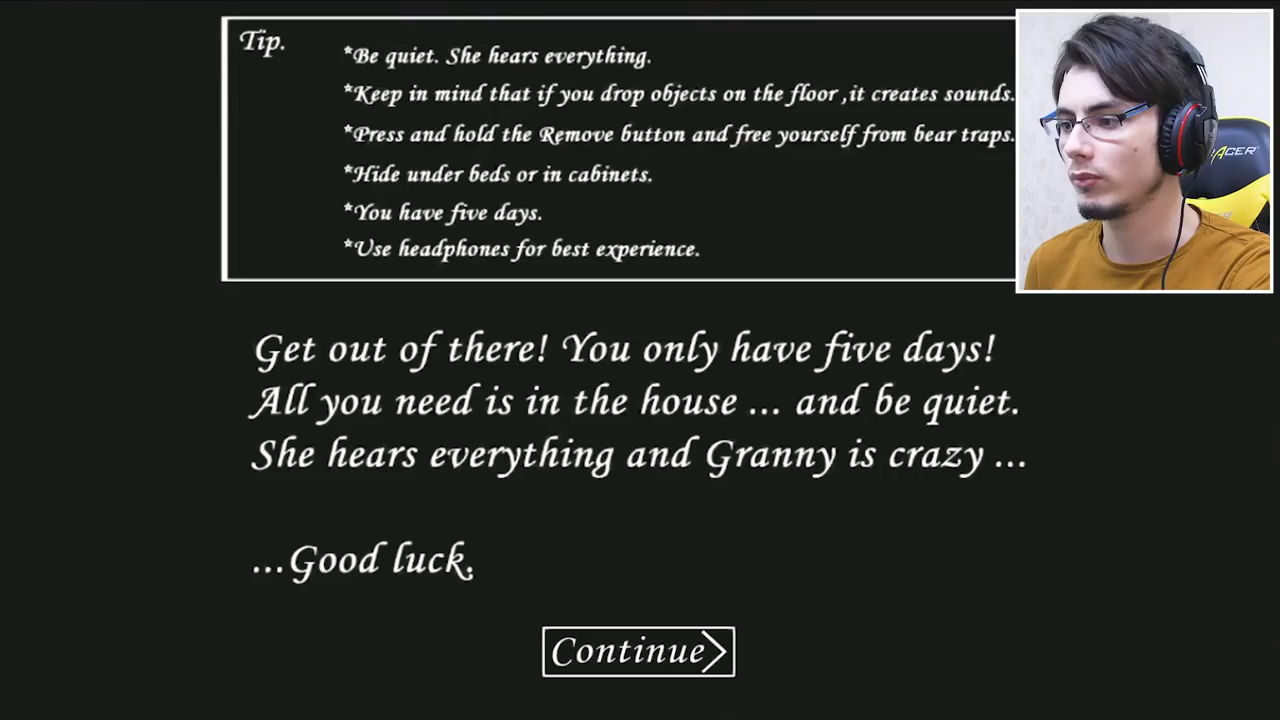 Tip.
*Be quiet. She hears everything.
*Keep in mind that if you drop objects on the floor ,it creates sounds.
*Press and hold the Remove button and free yourself from bear traps.
*Hide under beds or in cabinets.
*You have five days.
*Use headphones for best experience.
Get out of there! You only have five days!
All you need is in the house ... and be quiet.
She hears everything and Granny is crazy ...
...Good luck.
Continue>